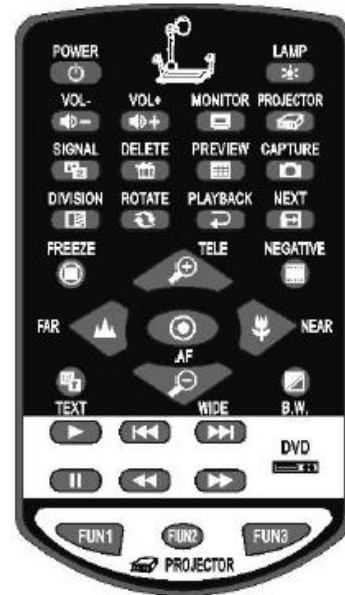 POWER LAMP
VOL- VOL+ MONITOR PROJECTOR
SIGNAL DELETE PREVIEW CAPTURE
DIVISION ROTATE PLAYBACK NEXT
FREEZE TELE NEGATIVE
FAR NEAR
AF
TEXT WIDE B.W.
DVD
FUN1 FUN2 FUN3
PROJECTOR